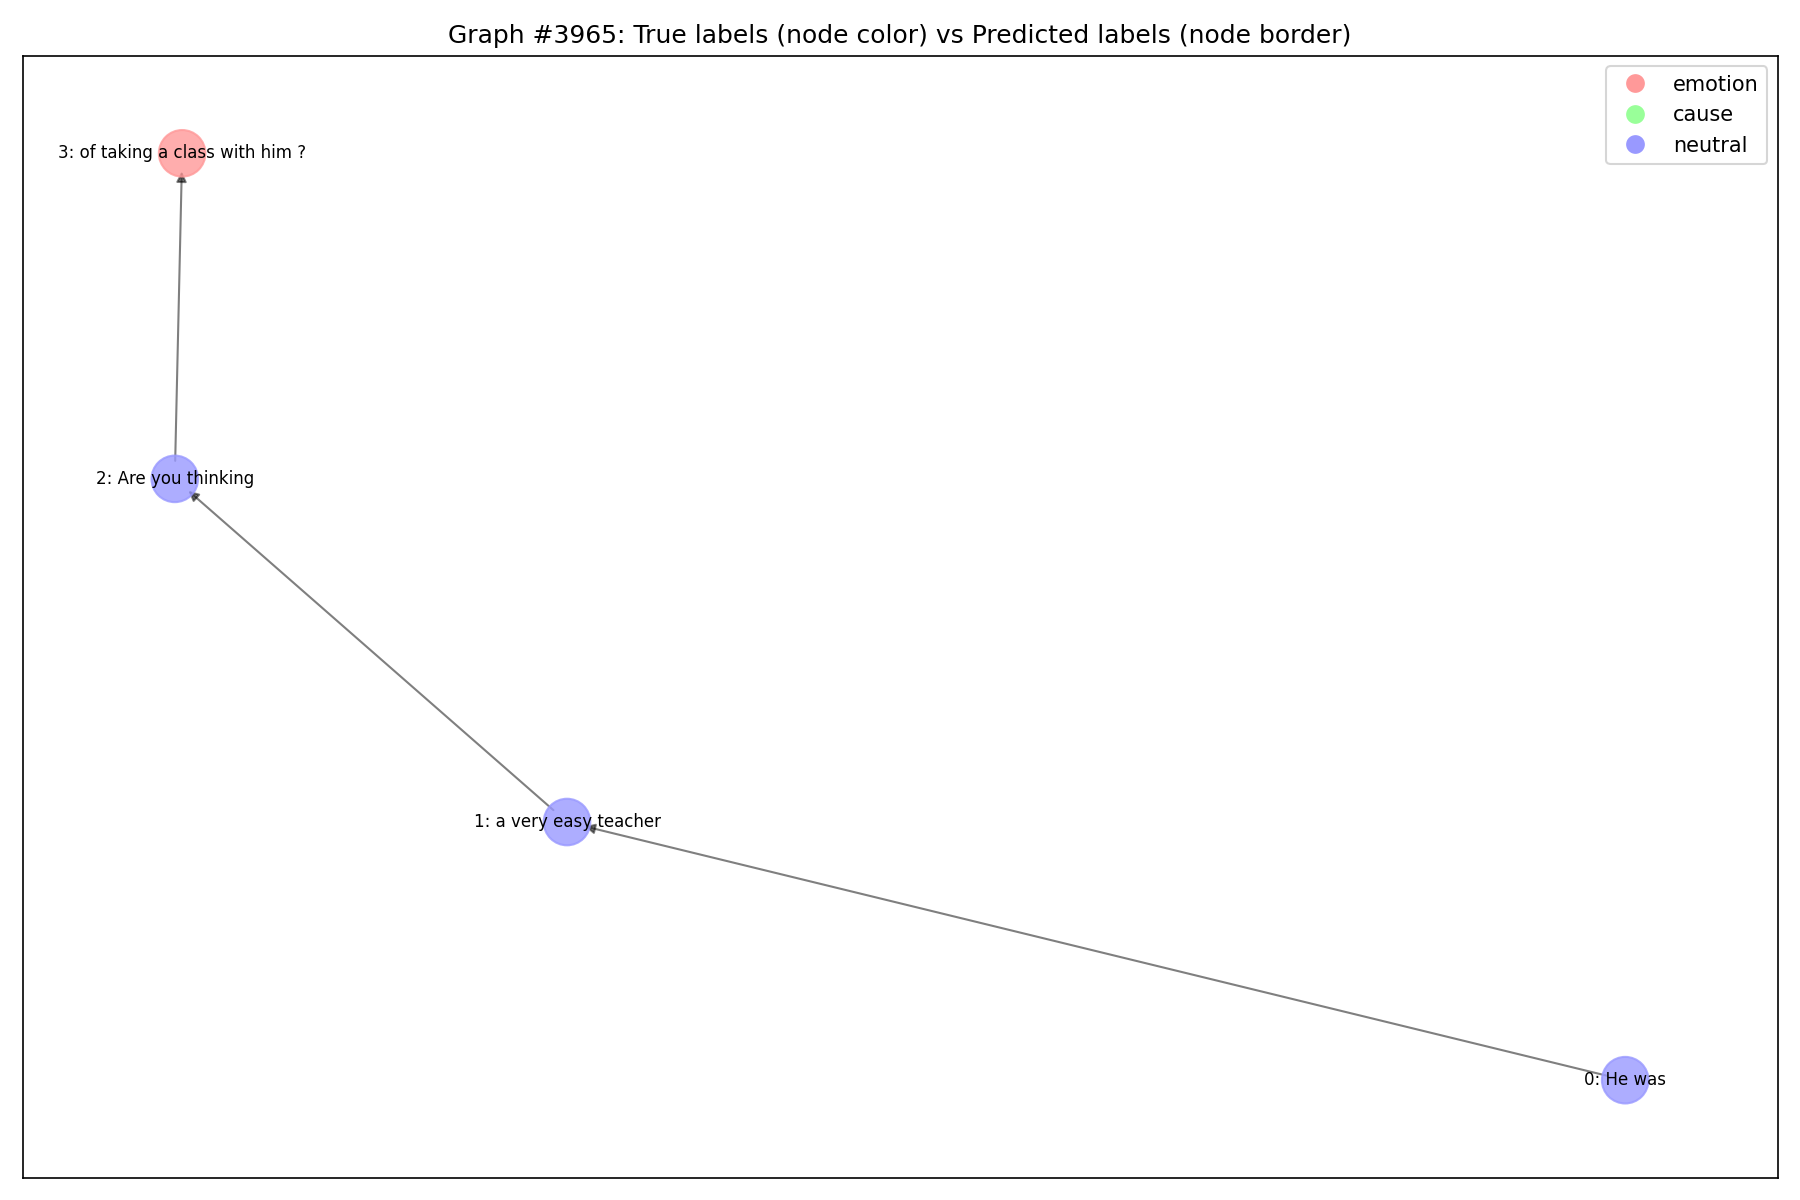 Graph #3965: True labels (node color) vs Predicted labels (node border)
emotion
cause
neutral
3: of taking a class with him ?
2: Are you thinking
1: a very easy teacher
0: He was